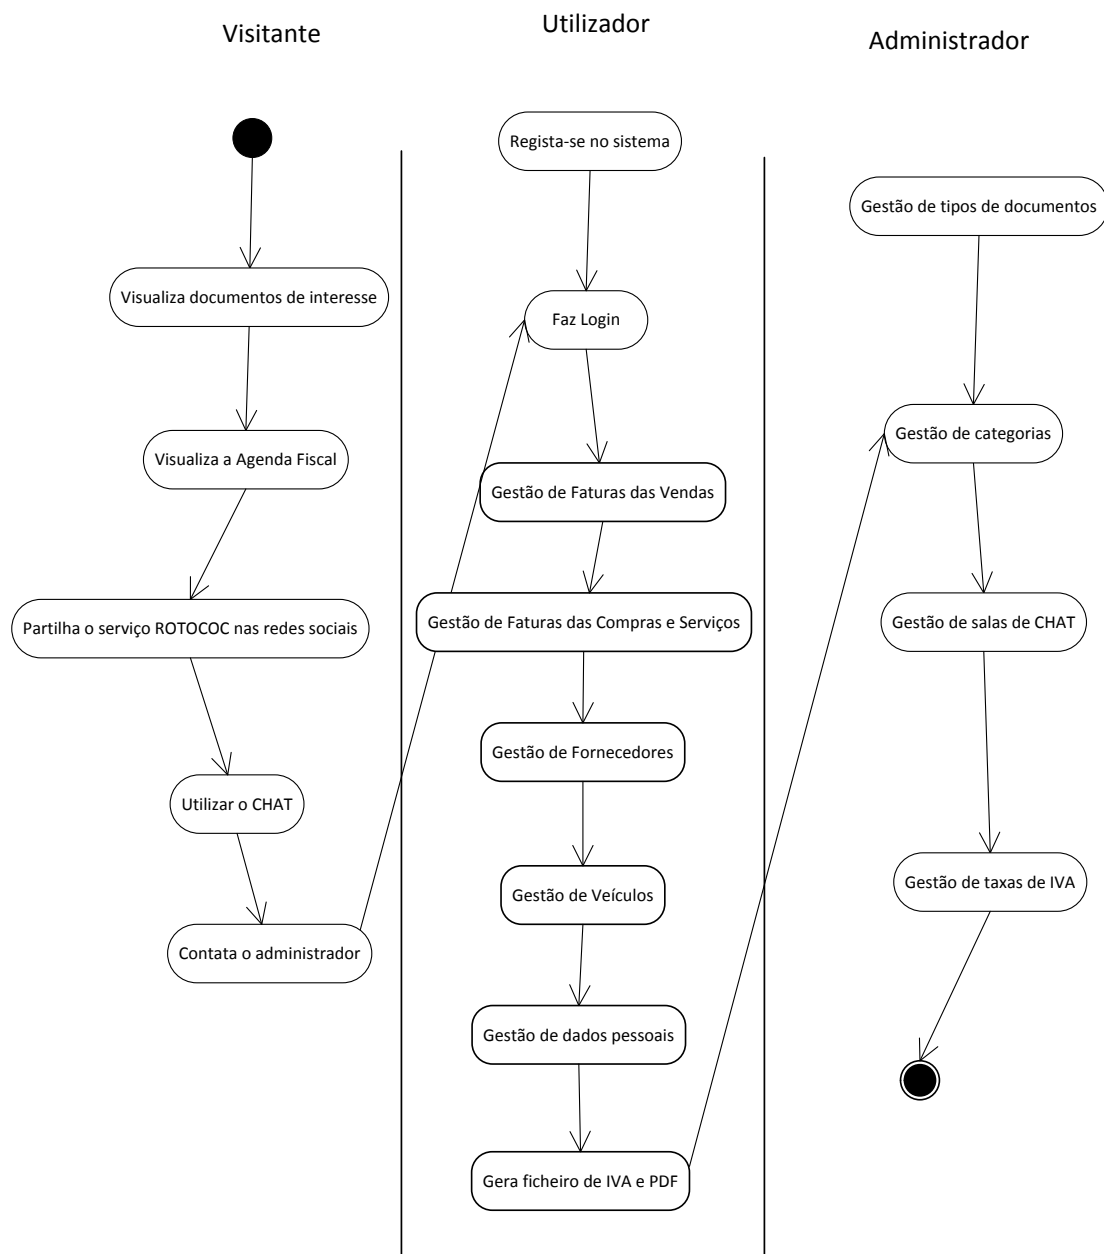 Visitante
Utilizador
Administrador
Visualiza documentos de interesse
Visualiza a Agenda Fiscal
Partilha o serviço ROTOCOC nas redes sociais
Utilizar o CHAT
Contata o administrador
Regista-se no sistema
Faz Login
Gestão de Faturas das Vendas
Gestão de Faturas das Compras e Serviços
Gestão de Fornecedores
Gestão de Veículos
Gestão de dados pessoais
Gera ficheiro de IVA e PDF
Gestão de tipos de documentos
Gestão de categorias
Gestão de salas de CHAT
Gestão de taxas de IVA